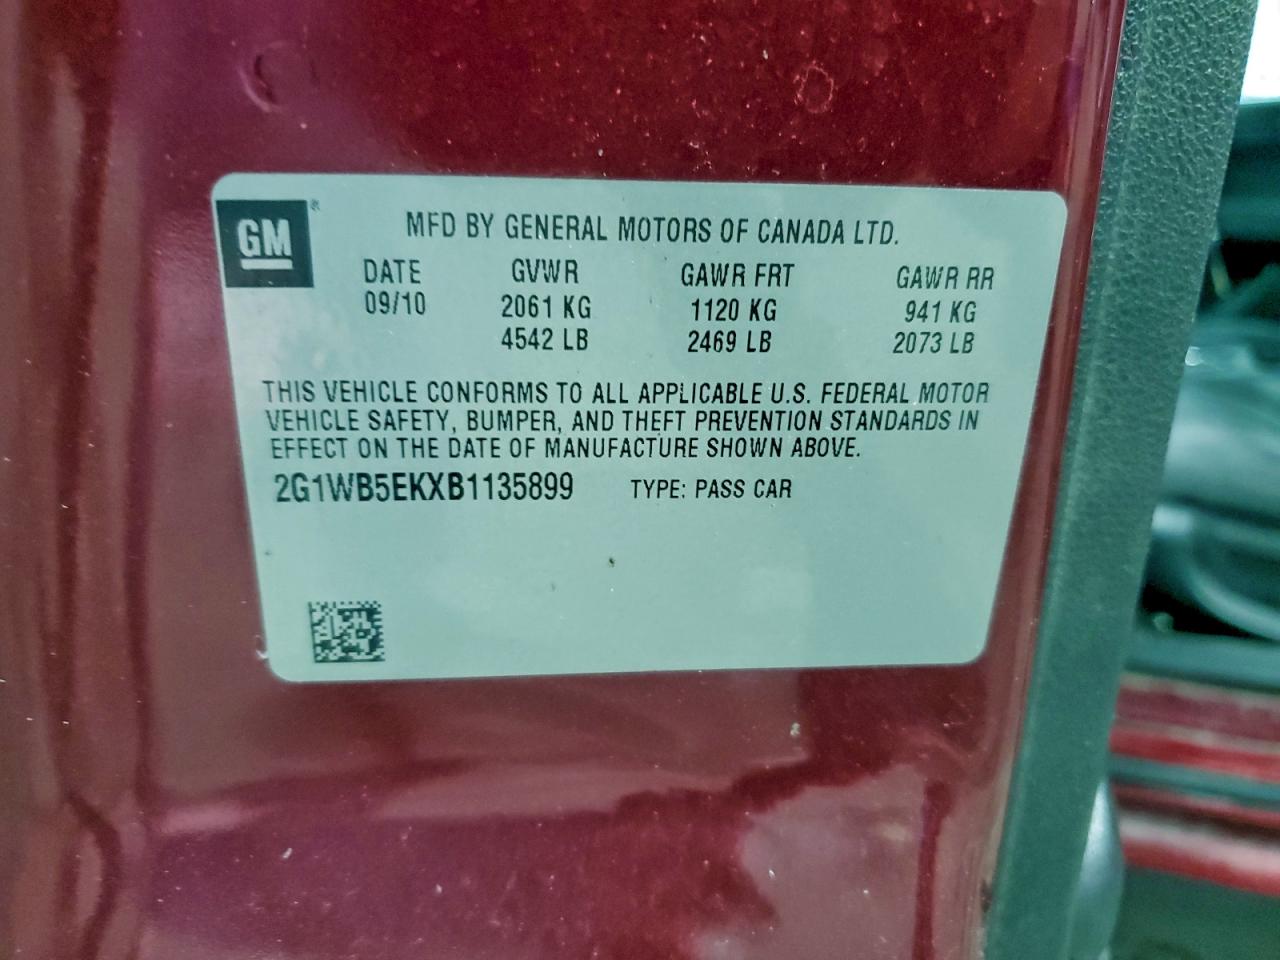 GM®
MFD BY GENERAL MOTORS OF CANADA LTD.
DATE GVWR GAWR FRT GAWR RR
09/10 2061 KG 1120 KG 941 KG
4542 LB 2469 LB 2073 LB
THIS VEHICLE CONFORMS TO ALL APPLICABLE U.S. FEDERAL MOTOR
VEHICLE SAFETY, BUMPER, AND THEFT PREVENTION STANDARDS IN
EFFECT ON THE DATE OF MANUFACTURE SHOWN ABOVE.
2G1WB5EKXB1135899 TYPE: PASS CAR